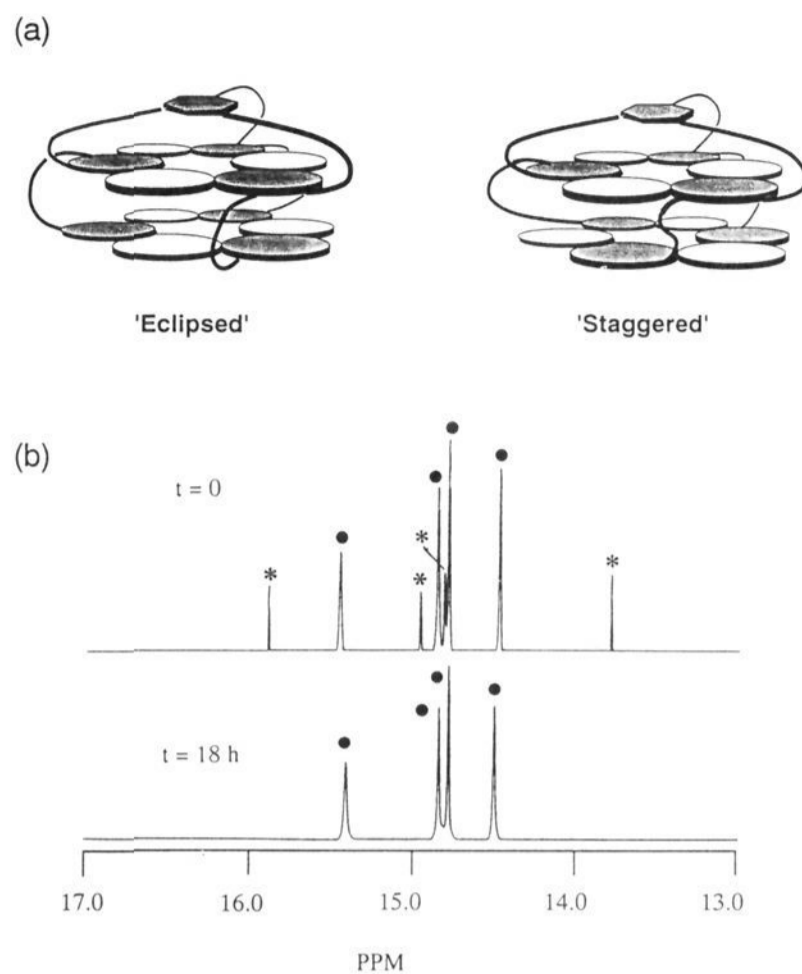 (a)
'Eclipsed'
'Staggered'
(b)
t = 0
* * * *
t = 18 h
17.0 16.0 15.0 14.0 13.0
PPM